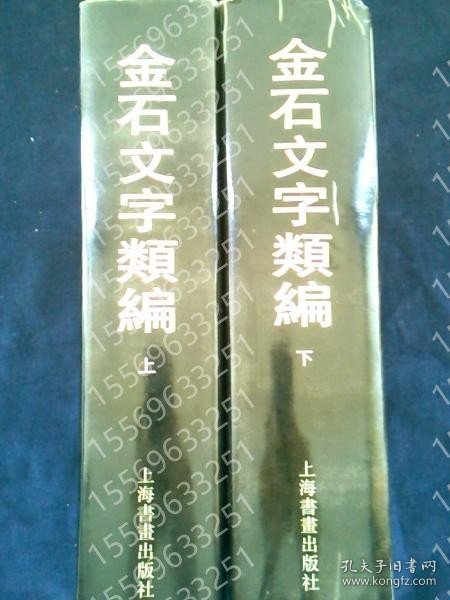 金石文字類編
上
上海書畫出版社
金石文字類編
下
上海書畫出版社
15569633251
孔夫子旧书网
www.kongfz.com